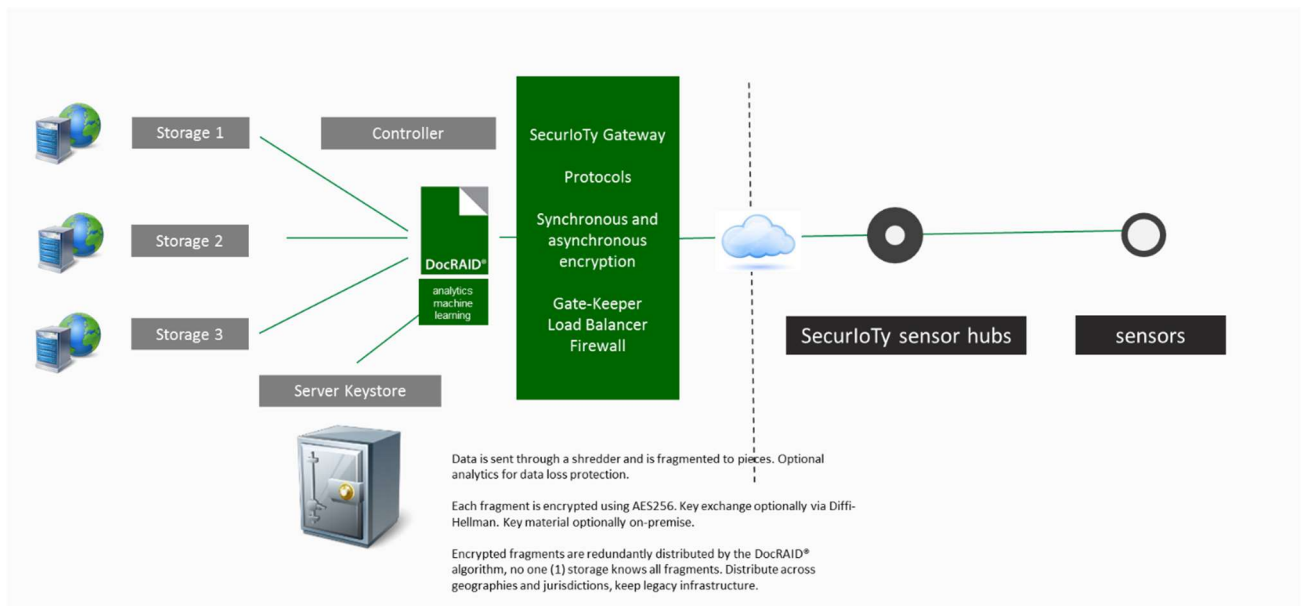 Storage 1
Controller
SecurIoTy Gateway
Protocols
Synchronous and
asynchronous
encryption
Gate-Keeper
Load Balancer
Firewall
Storage 2
DocRAID®
analytics
machine
learning
Storage 3
Server Keystore
SecurIoTy sensor hubs
sensors
Data is sent through a shredder and is fragmented to pieces. Optional
analytics for data loss protection.
Each fragment is encrypted using AES256. Key exchange optionally via Diffi-
Hellman. Key material optionally on-premise.
Encrypted fragments are redundantly distributed by the DocRAID®
algorithm, no one (1) storage knows all fragments. Distribute across
geographies and jurisdictions, keep legacy infrastructure.